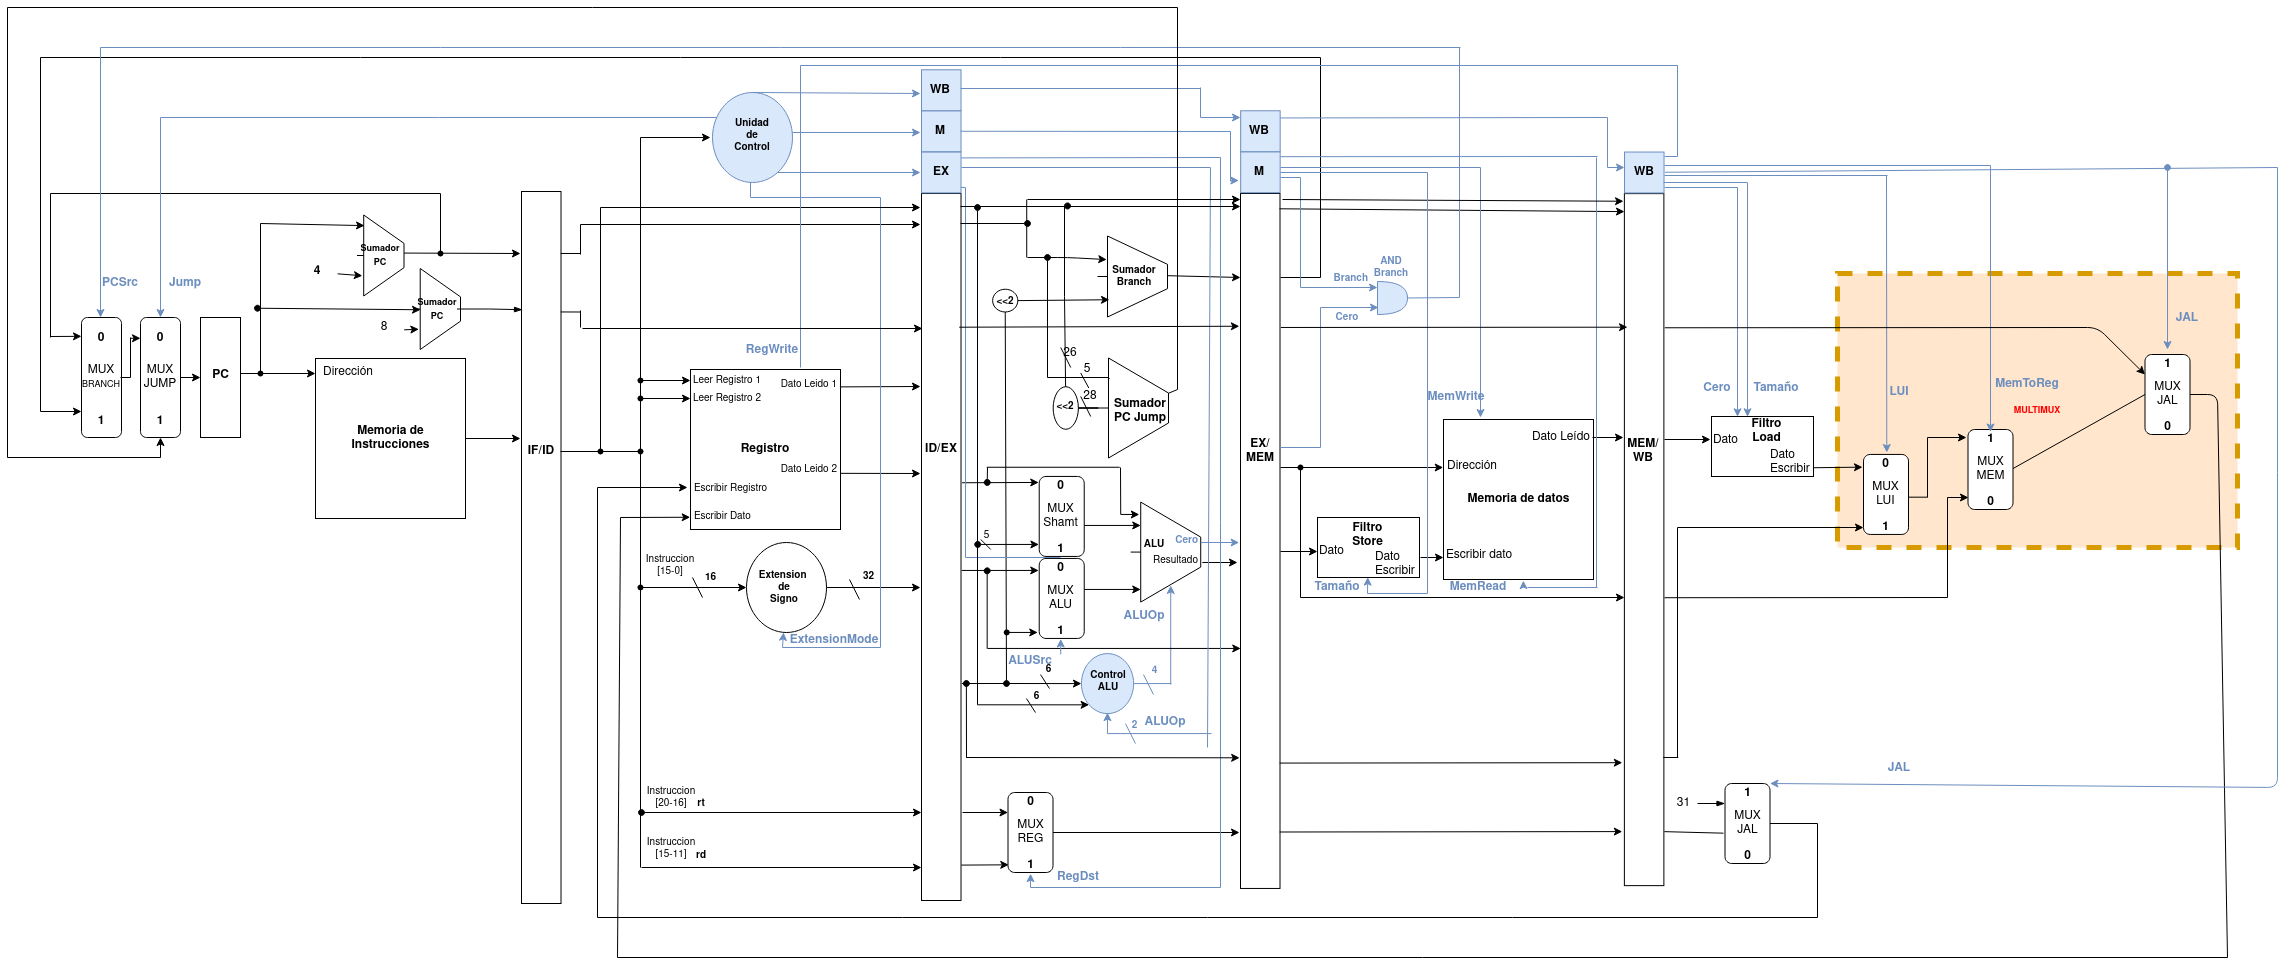 WB
M
EX
Unidad
de
Control
WB
M
WB
Sumador
PC
4
Sumador
PC
8
PCSrc
Jump
0
MUX
BRANCH
1
0
MUX
JUMP
1
PC
Dirección
Memoria de
Instrucciones
IF/ID
RegWrite
Leer Registro 1
Leer Registro 2
Dato Leido 1
Registro
Dato Leido 2
Escribir Registro
Escribir Dato
Instruccion
[15-0]
16
Extension
de
Signo
32
ExtensionMode
Instruccion
[20-16] rt
Instruccion
[15-11] rd
ID/EX
Sumador
Branch
<<2
26
5
28
<<2
Sumador
PC Jump
0
MUX
Shamt
1
5
0
MUX
ALU
1
ALU
Cero
Resultado
ALUOp
ALUSrc
6
6
Control
ALU
4
2
ALUOp
0
MUX
REG
1
RegDst
EX/
MEM
AND
Branch
Branch
Cero
MemWrite
Dato Leído
Dirección
Memoria de datos
Escribir dato
Filtro
Store
Dato
Dato
Escribir
Tamaño
MemRead
MEM/
WB
Cero
Tamaño
Filtro
Load
Dato
Dato
Escribir
LUI
0
MUX
LUI
1
MemToReg
MULTIMUX
1
MUX
MEM
0
JAL
1
MUX
JAL
0
JAL
31
1
MUX
JAL
0